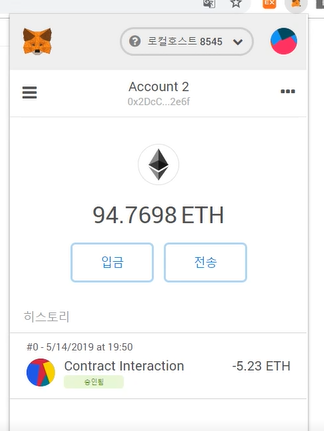 EX
로컬호스트 8545
Account 2
0x2DcC...2e6f
94.7698 ETH
입금
전송
히스토리
#0 - 5/14/2019 at 19:50
Contract Interaction
-5.23 ETH
승인됨